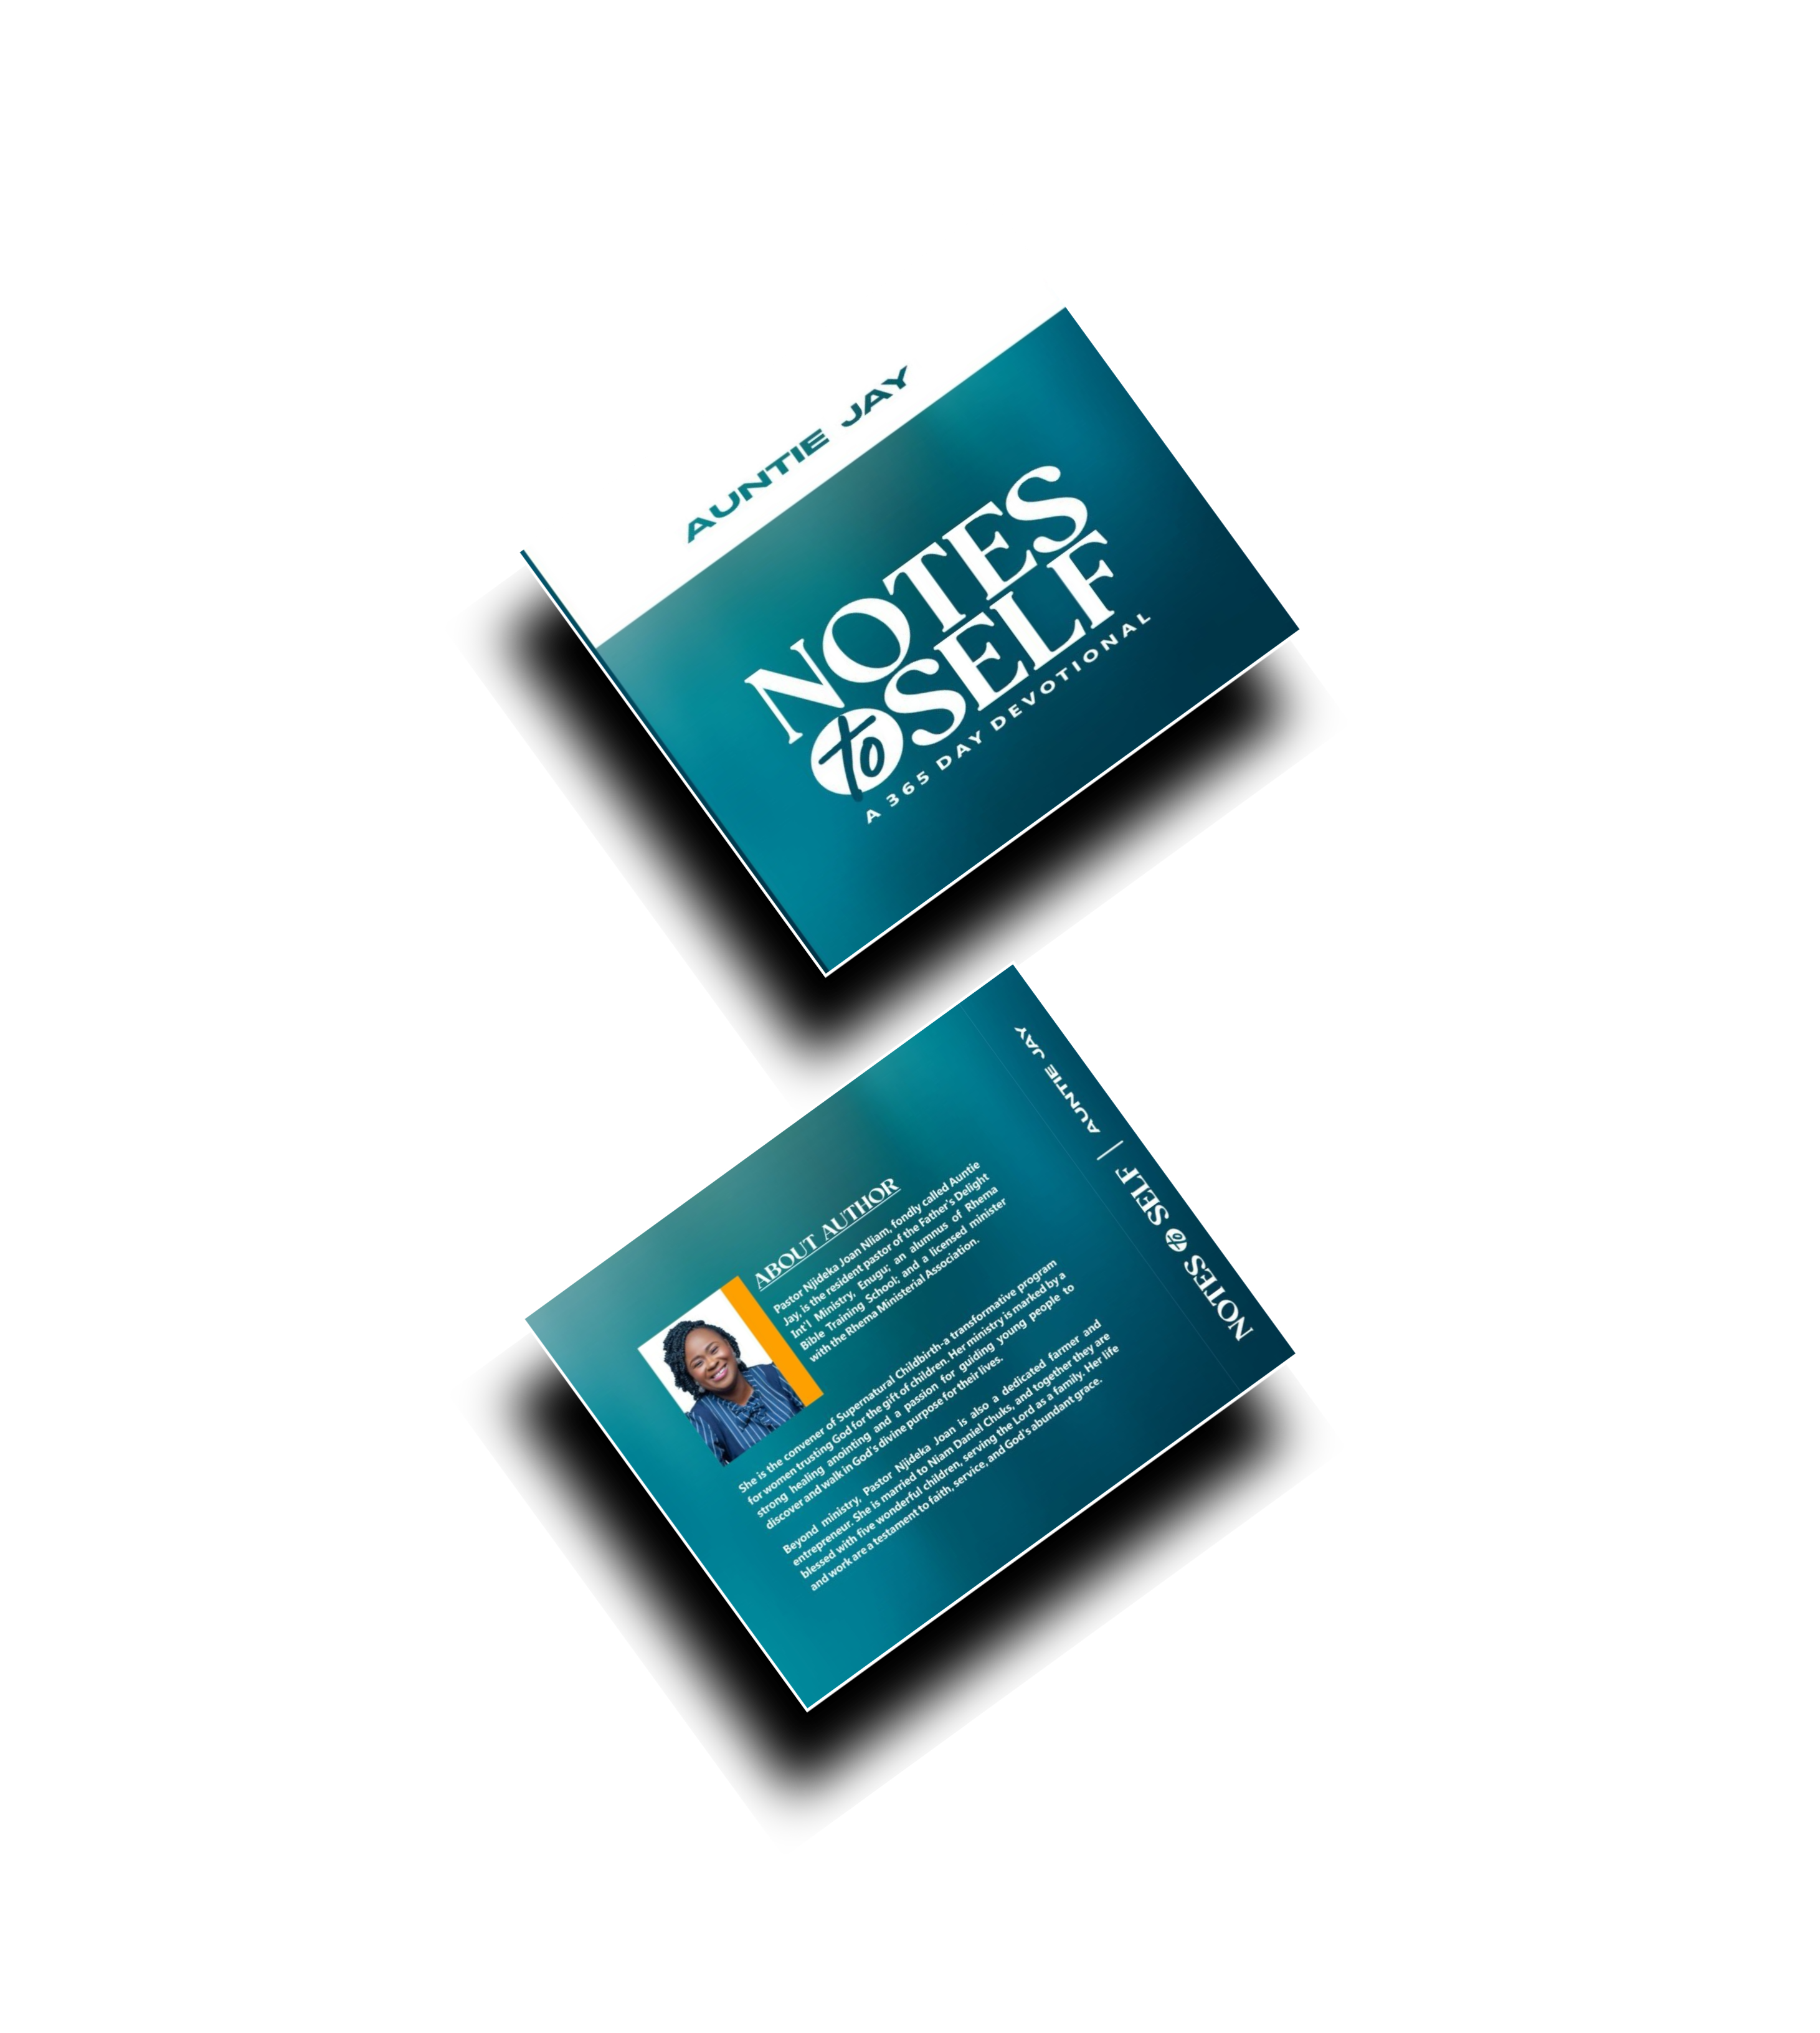 AUNTIE JAY
NOTES
to SELF
A 365 DAY DEVOTIONAL
ABOUT AUTHOR
Pastor Njideka Joan Nliam, fondly called Auntie
Jay, is the resident pastor of the Father's Delight
Int'l Ministry, Enugu; an alumnus of Rhema
Bible Training School; and a licensed minister
with the Rhema Ministerial Association.
She is the convener of Supernatural Childbirth-a transformative program
for women trusting God for the gift of children. Her ministry is marked by a
strong healing anointing and a passion for guiding young people to
discover and walk in God's divine purpose for their lives.
Beyond ministry, Pastor Njideka Joan is also a dedicated farmer and
entrepreneur. She is married to Niam Daniel Chuks, and together they are
blessed with five wonderful children, serving the Lord as a family. Her life
and work are a testament to faith, service, and God's abundant grace.
NOTES to SELF | AUNTIE JAY